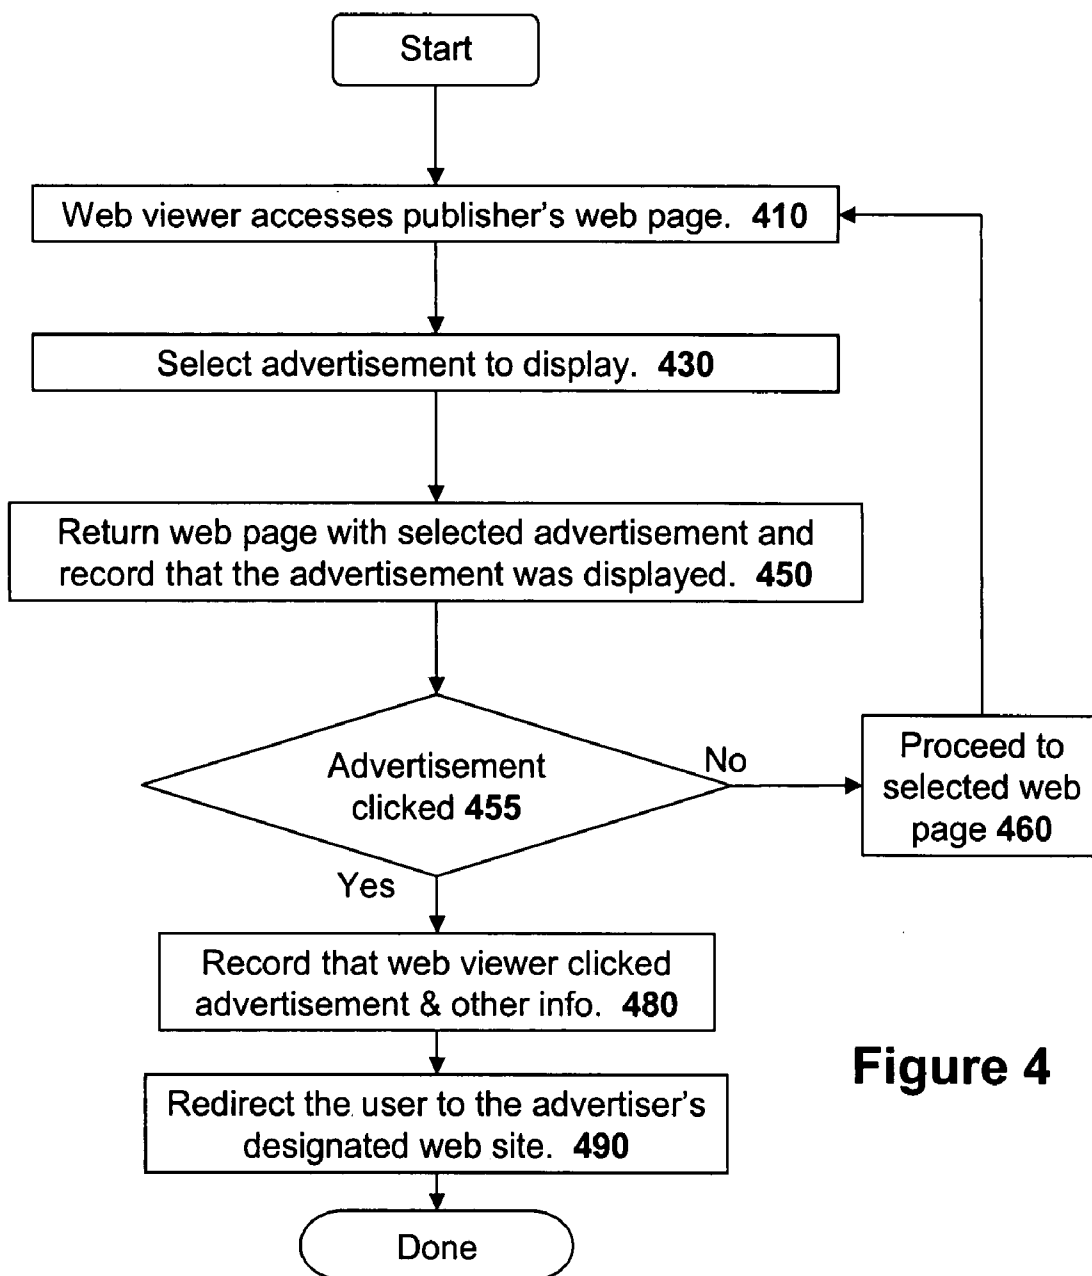 Start
Web viewer accesses publisher's web page. 410
Select advertisement to display. 430
Return web page with selected advertisement and
record that the advertisement was displayed. 450
Advertisement
clicked 455
No
Proceed to
selected web
page 460
Yes
Record that web viewer clicked
advertisement & other info. 480
Redirect the user to the advertiser's
designated web site. 490
Figure 4
Done